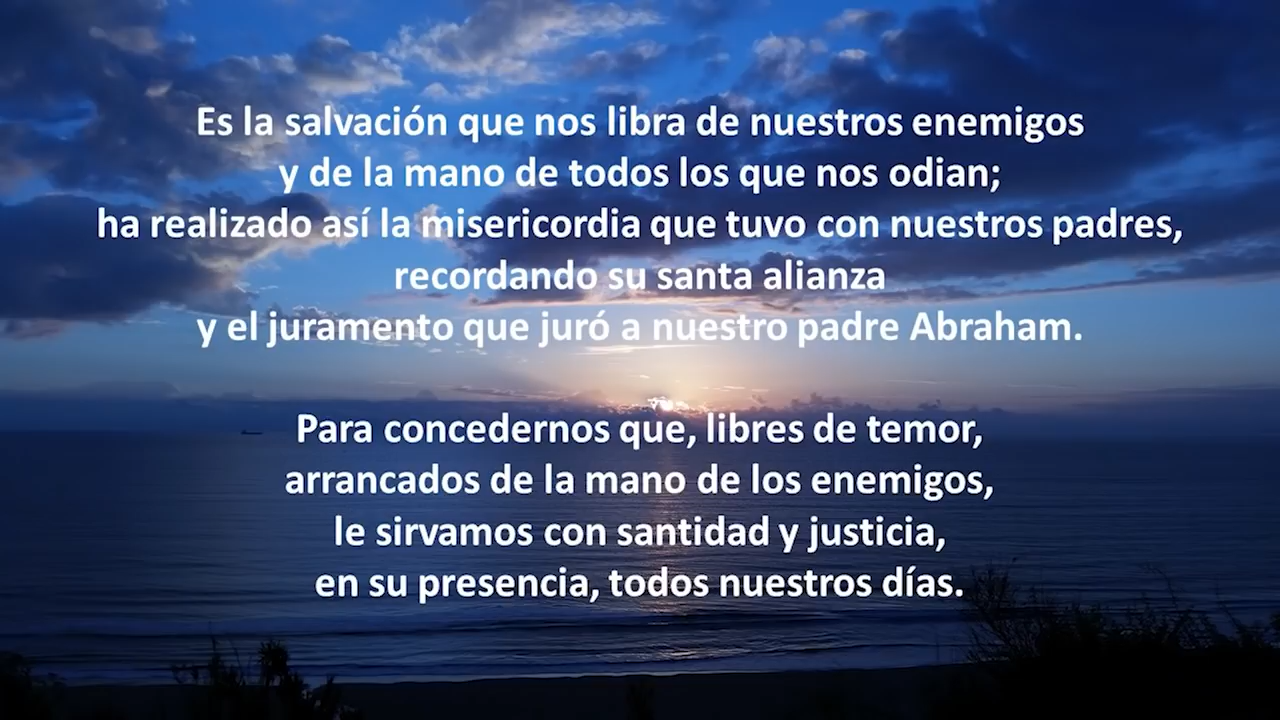 Es la salvación que nos libra de nuestros enemigos
y de la mano de todos los que nos odian;
ha realizado así la misericordia que tuvo con nuestros padres,
recordando su santa alianza
y el juramento que juró a nuestro padre Abraham.
Para concedernos que, libres de temor,
arrancados de la mano de los enemigos,
le sirvamos con santidad y justicia,
en su presencia, todos nuestros días.